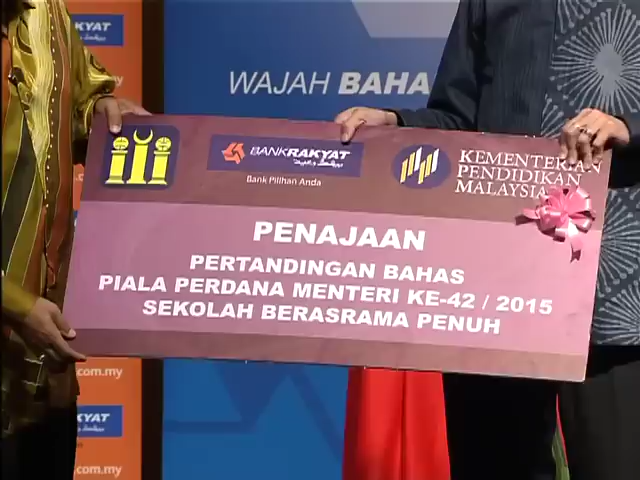 KYAT
WAJAH BAHA
BANKRAKYAT
Bank Pilihan Anda
KEMENTERIAN
PENDIDIKAN
MALAYSIA
PENAJAAN
PERTANDINGAN BAHAS
PIALA PERDANA MENTERI KE-42 / 2015
SEKOLAH BERASRAMA PENUH
.com.my
KYAT
.com.my